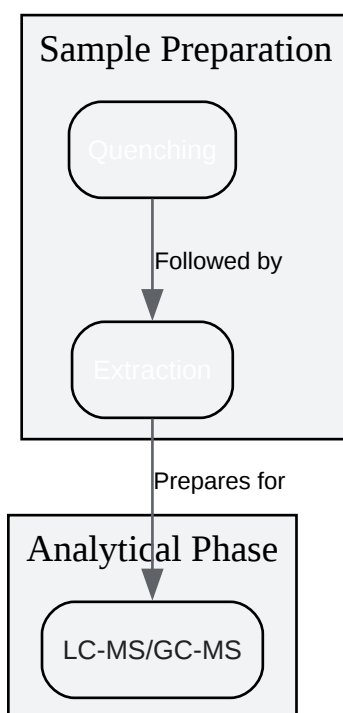 Sample Preparation
Quenching
Followed by
Extraction
Prepares for
Analytical Phase
LC-MS/GC-MS